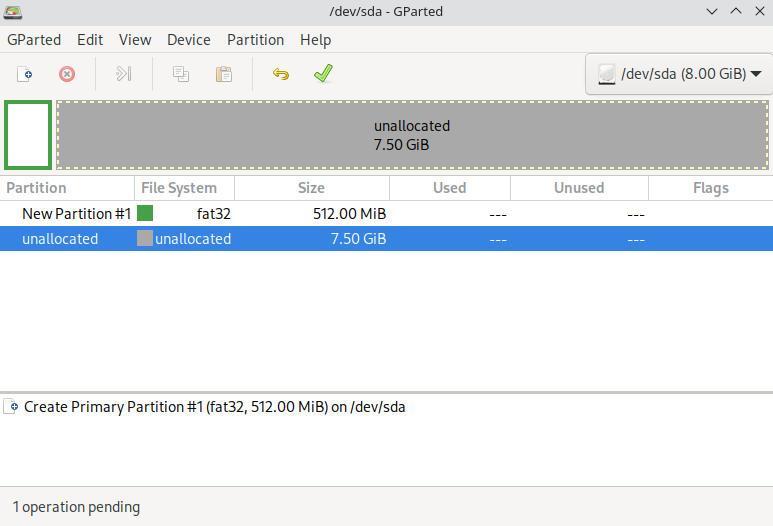 /dev/sda - GParted
GParted Edit View Device Partition Help
/dev/sda (8.00 GiB)
unallocated
7.50 GiB
Partition File System Size Used Unused Flags
New Partition #1 fat32 512.00 MiB --- ---
unallocated unallocated 7.50 GiB --- ---
Create Primary Partition #1 (fat32, 512.00 MiB) on /dev/sda
1 operation pending